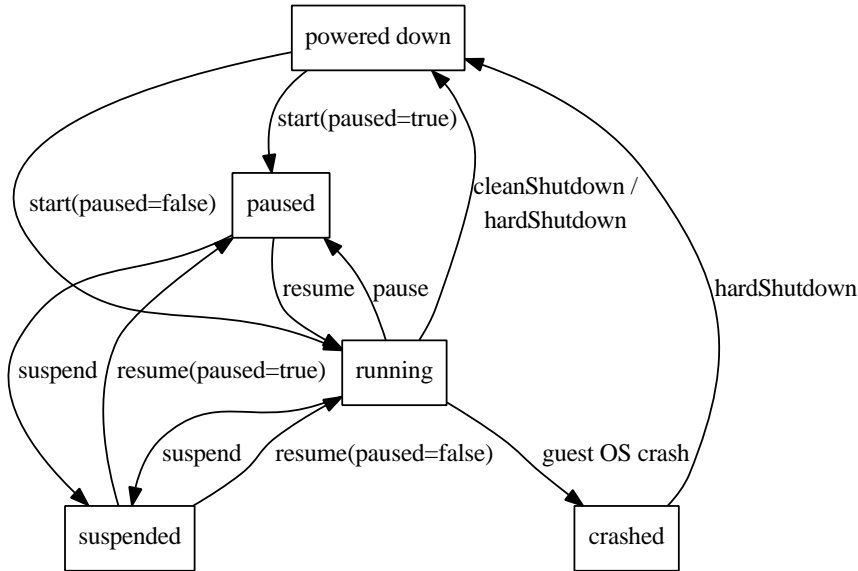 powered down
start(paused=true)
cleanShutdown /
hardShutdown
start(paused=false)
paused
hardShutdown
resume
pause
suspend
resume(paused=true)
running
suspend
resume(paused=false)
guest OS crash
suspended
crashed